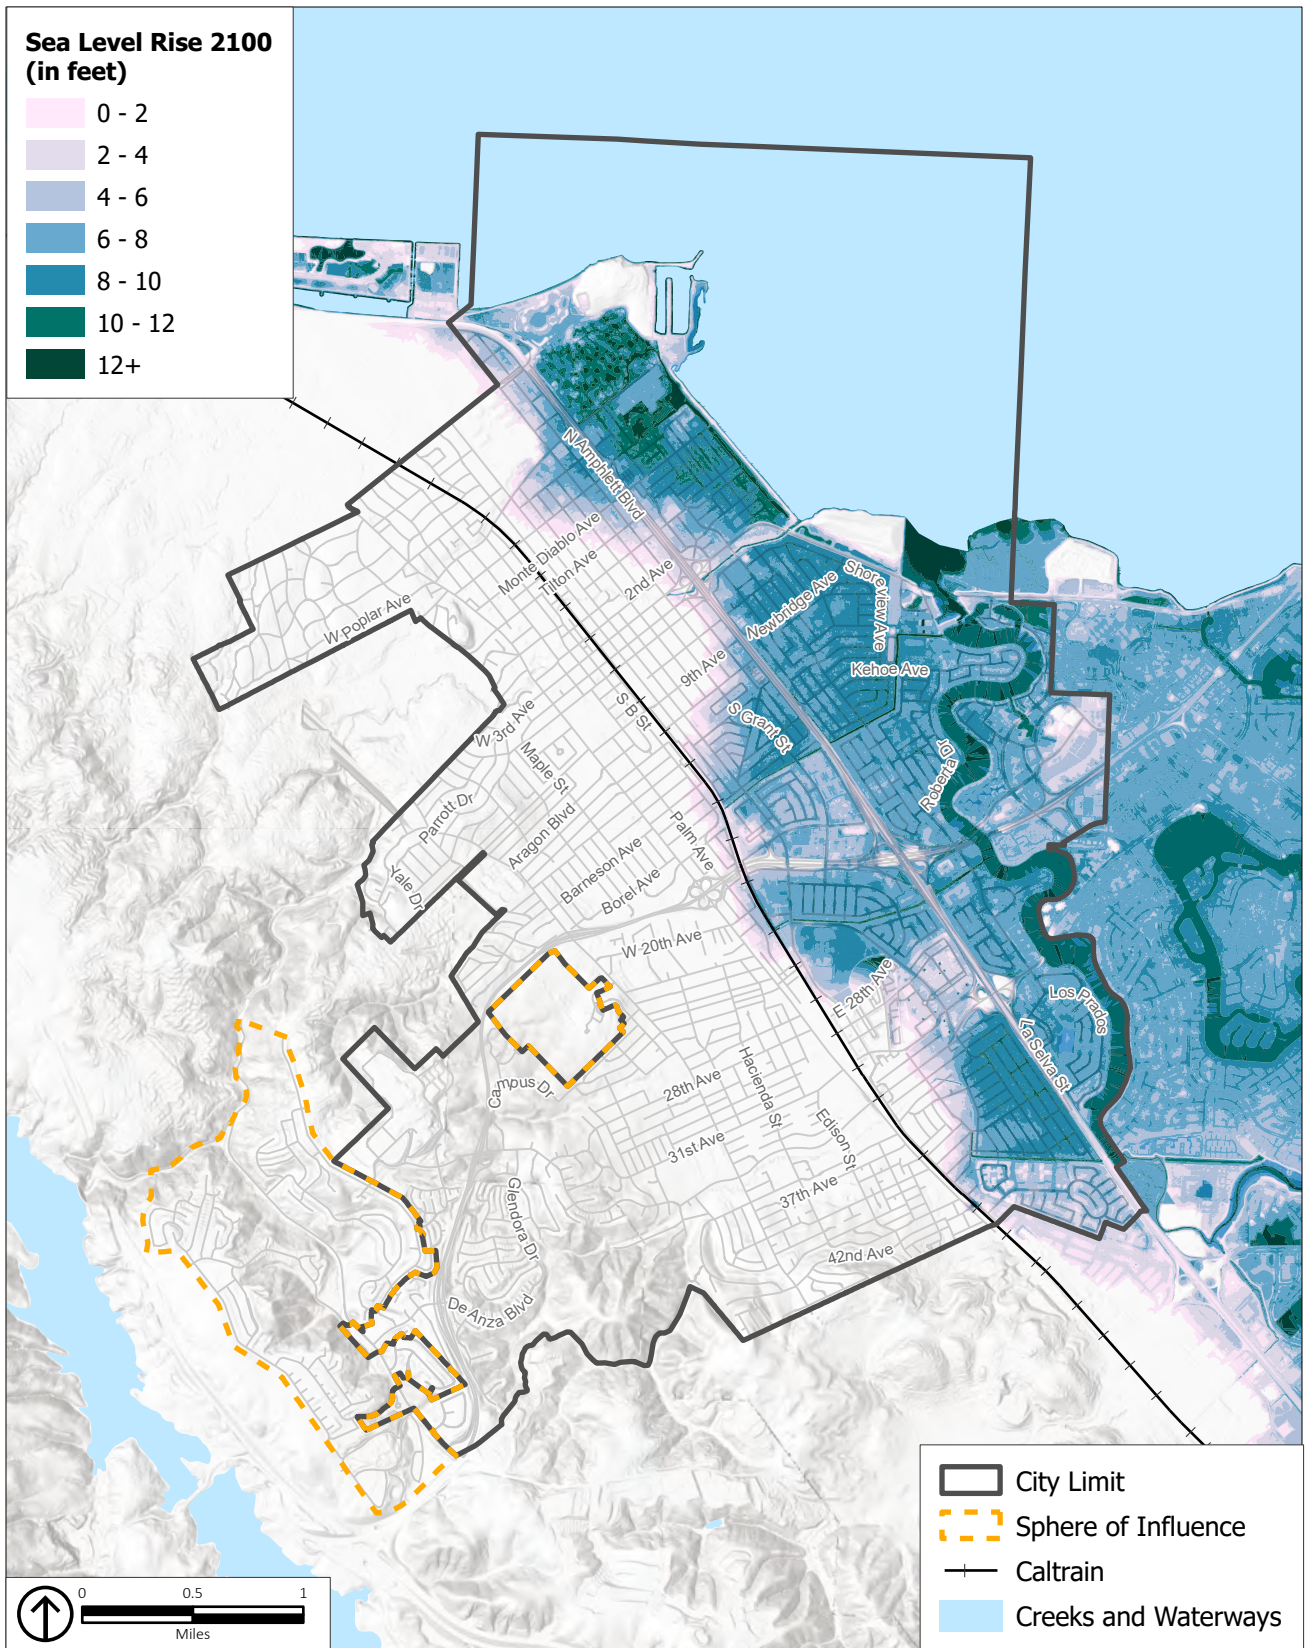 Sea Level Rise 2100
(in feet)
0 - 2
2 - 4
4 - 6
6 - 8
8 - 10
10 - 12
12+
N Amphlett Blvd
Monte Diablo Ave
Tilton Ave
2nd Ave
Shoreview Ave
Newbridge Ave
W Poplar Ave
Kehoe Ave
9th Ave
S B St
S Grant St
W 3rd Ave
Maple St
Roberta Dr
Parrott Dr
Aragon Blvd
Palm Ave
Yale Dr
Barneson Ave
Borel Ave
W 20th Ave
E 28th Ave
Los Prados
La Selva St
Campus Dr
28th Ave
Hacienda St
31st Ave
Edison St
37th Ave
Glendora Dr
42nd Ave
De Anza Blvd
City Limit
Sphere of Influence
Caltrain
Creeks and Waterways
0 0.5 1
Miles